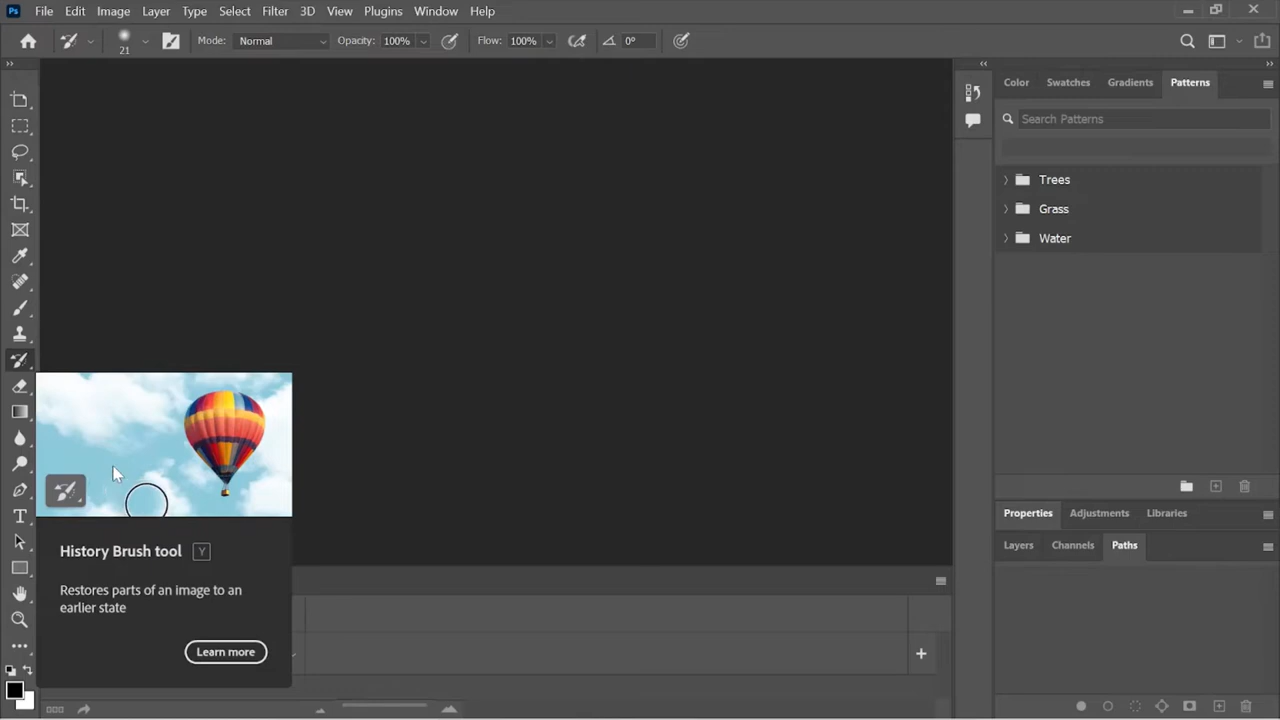 Ps File Edit Image Layer Type Select Filter 3D View Plugins Window Help
21 Mode: Normal Opacity: 100% Flow: 100% 0°
Color Swatches Gradients Patterns
Search Patterns
Trees
Grass
Water
History Brush tool Y
Restores parts of an image to an
earlier state
Learn more
Properties Adjustments Libraries
Layers Channels Paths
T